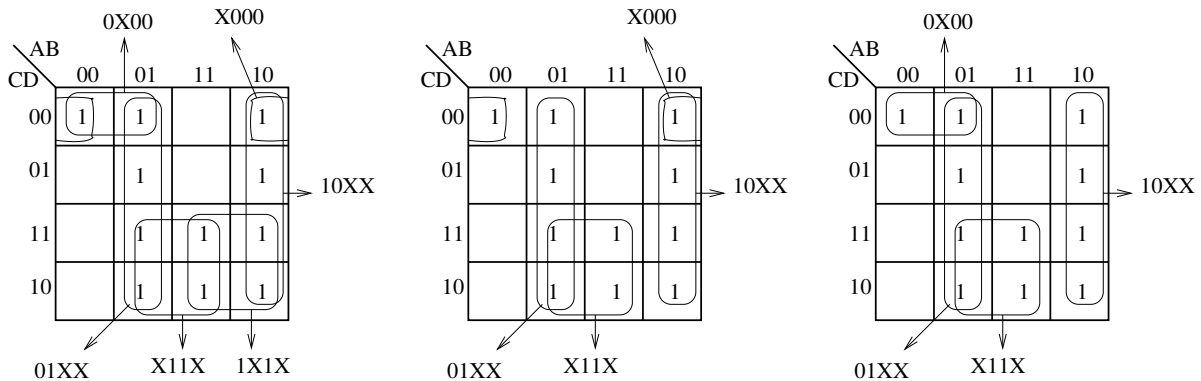 0X00 X000 X000 0X00
AB AB AB
CD 00 01 11 10 CD 00 01 11 10 CD 00 01 11 10
00 1 1 1 00 1 1 1 00 1 1 1
01 1 1 01 1 1 01 1 1
10XX 10XX 10XX
11 1 1 1 11 1 1 1 11 1 1 1
10 1 1 1 10 1 1 1 10 1 1 1
01XX X11X 1X1X 01XX X11X 01XX X11X